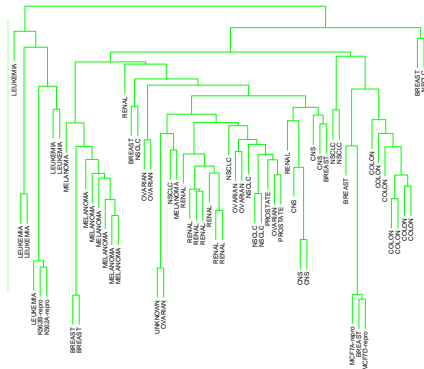 LEUKEMIA
LEUKEMIA
LEUKEMIA
LEUKEMIA
K562B-repro
K562A-repro
LEUKEMIA
LEUKEMIA
MELANOMA
BREAST
BREAST
MELANOMA
MELANOMA
MELANOMA
MELANOMA
MELANOMA
MELANOMA
RENAL
BREAST
NSCLC
OVARIAN
OVARIAN
UNKNOWN
OVARIAN
NSCLC
MELANOMA
RENAL
RENAL
RENAL
RENAL
RENAL
RENAL
RENAL
NSCLC
OVARIAN
OVARIAN
NSCLC
NSCLC
NSCLC
PROSTATE
OVARIAN
PROSTATE
RENAL
CNS
CNS
CNS
CNS
CNS
BREAST
NSCLC
NSCLC
BREAST
MCF7A-repro
BREAST
MCF7D-repro
COLON
COLON
COLON
COLON
COLON
COLON
COLON
BREAST
NSCLC